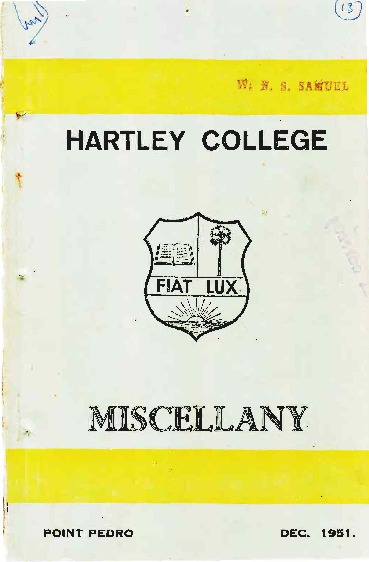 13
W. N. S. SAMUEL
HARTLEY COLLEGE
FIAT LUX
MISCELLANY
POINT PEDRO DEC. 1951.